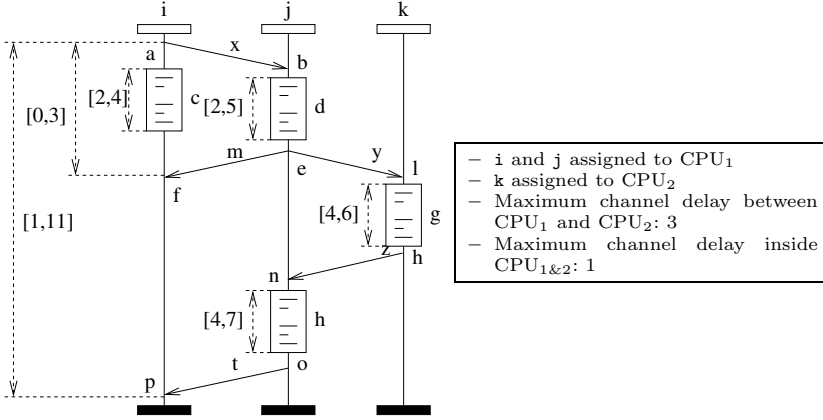 i j k
x
a b
[2,4] c [2,5] d
[0,3]
m y
e l
f
[4,6] g
[1,11]
z h
n
[4,7] h
t o
p
– i and j assigned to CPU1
– k assigned to CPU2
– Maximum channel delay between
CPU1 and CPU2: 3
– Maximum channel delay inside
CPU1&2: 1